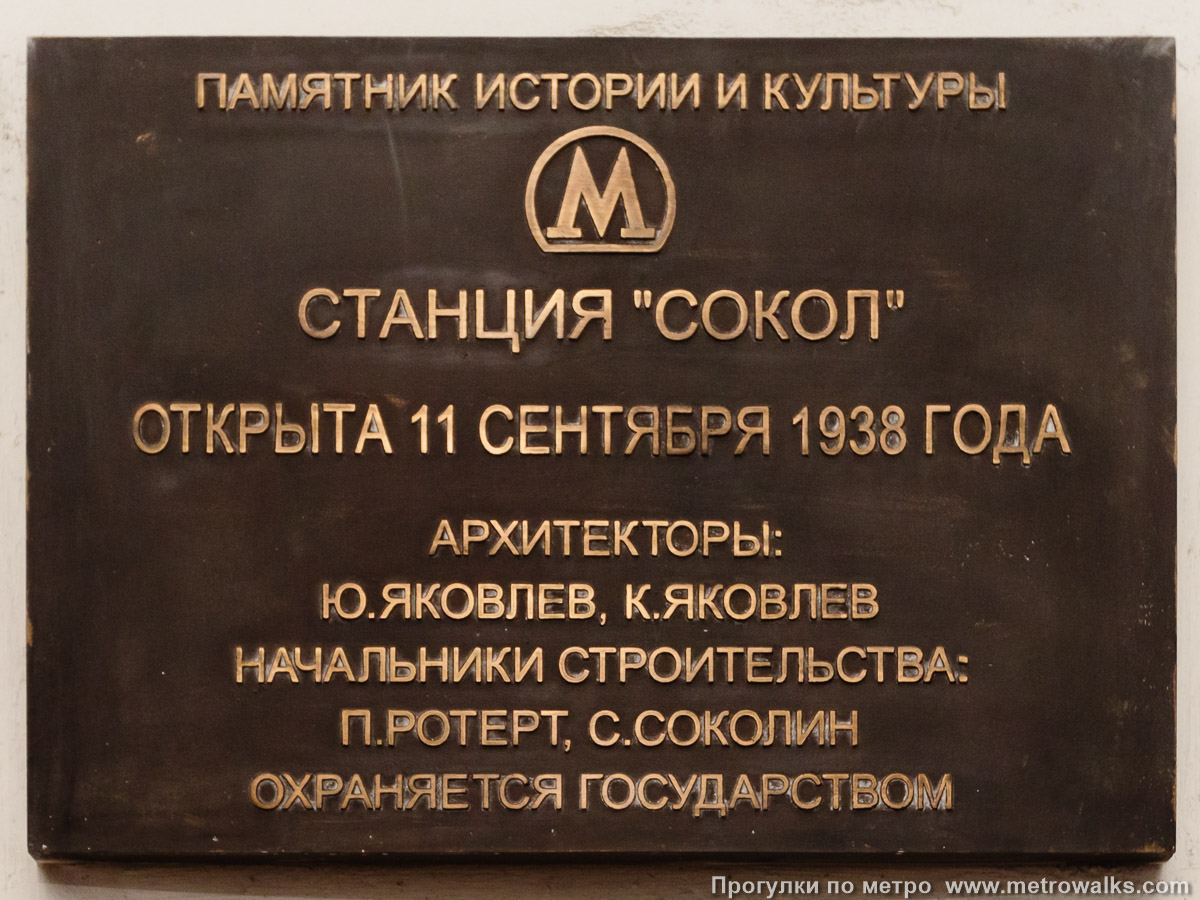 ПАМЯТНИК ИСТОРИИ И КУЛЬТУРЫ
М
СТАНЦИЯ "СОКОЛ"
ОТКРЫТА 11 СЕНТЯБРЯ 1938 ГОДА
АРХИТЕКТОРЫ:
Ю.ЯКОВЛЕВ, К.ЯКОВЛЕВ
НАЧАЛЬНИКИ СТРОИТЕЛЬСТВА:
П.РОТЕРТ, С.СОКОЛИН
ОХРАНЯЕТСЯ ГОСУДАРСТВОМ
Прогулки по метро www.metrowalks.com